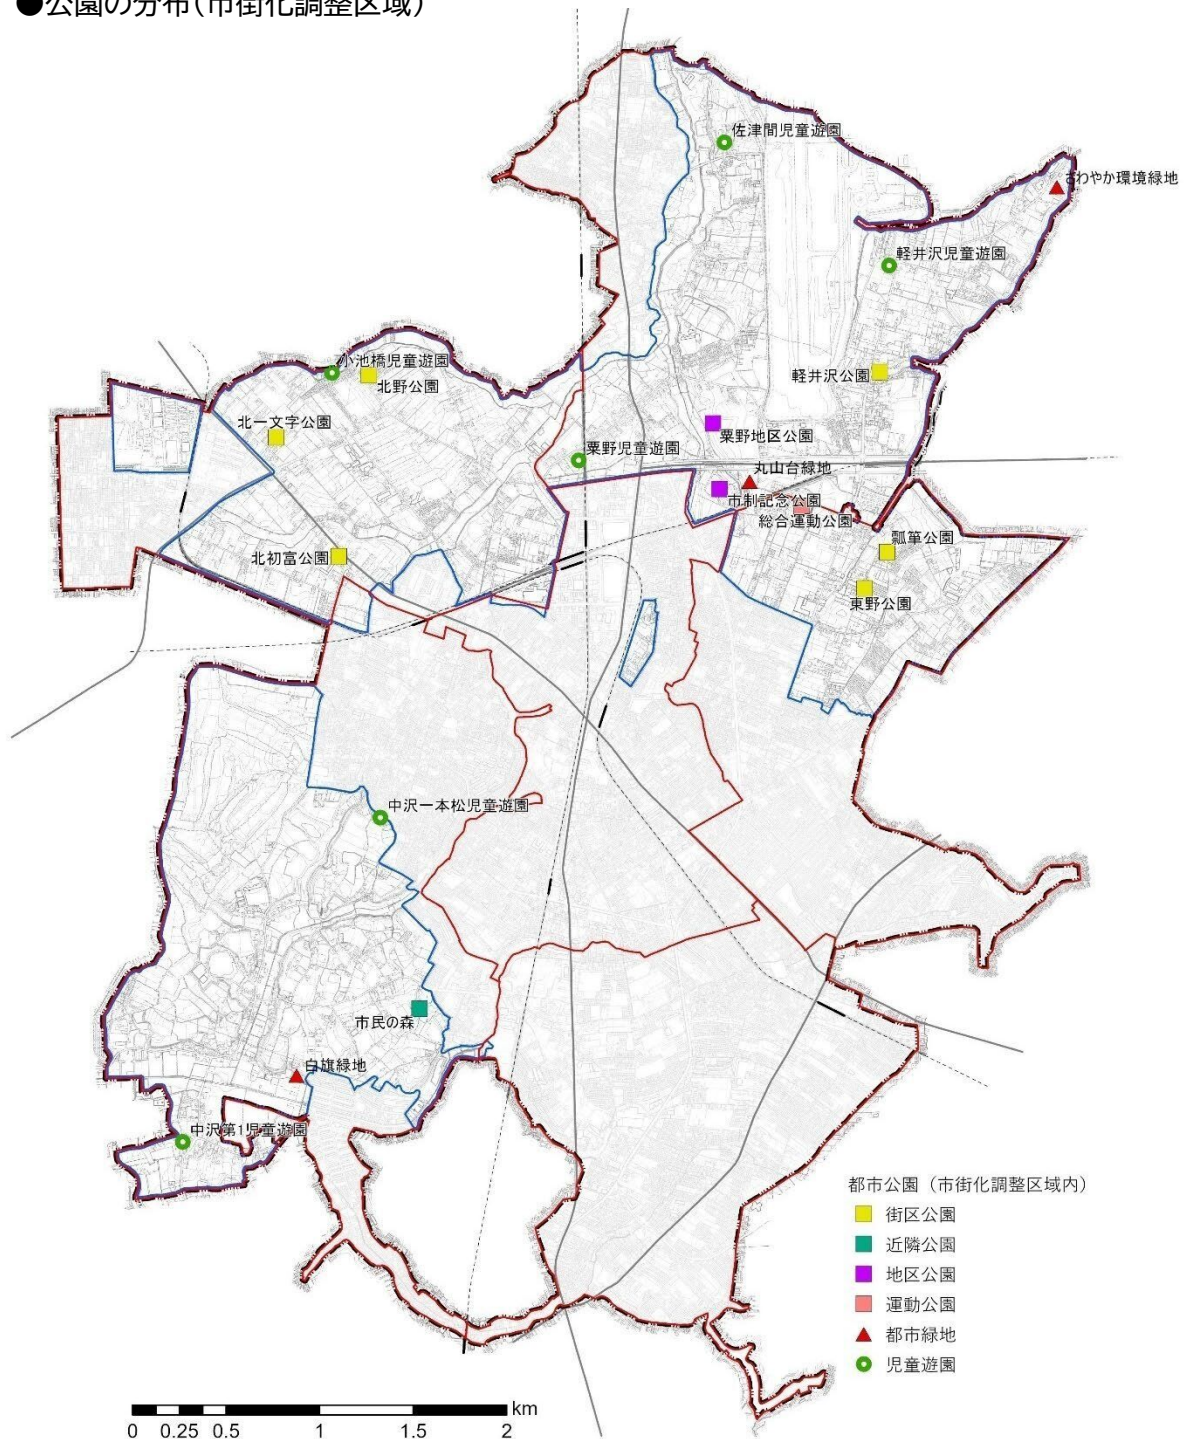 ●公園の分布(市街化調整区域)
佐津間児童遊園
さわやか環境緑地
軽井沢児童遊園
小池橋児童遊園
北野公園
軽井沢公園
北一文字公園
粟野地区公園
粟野児童遊園
丸山台緑地
市制記念公園
総合運動公園
瓢箪公園
北初富公園
東野公園
中沢一本松児童遊園
市民の森
白旗緑地
中沢第1児童遊園
都市公園（市街化調整区域内）
街区公園
近隣公園
地区公園
運動公園
都市緑地
児童遊園
km
0 0.25 0.5 1 1.5 2